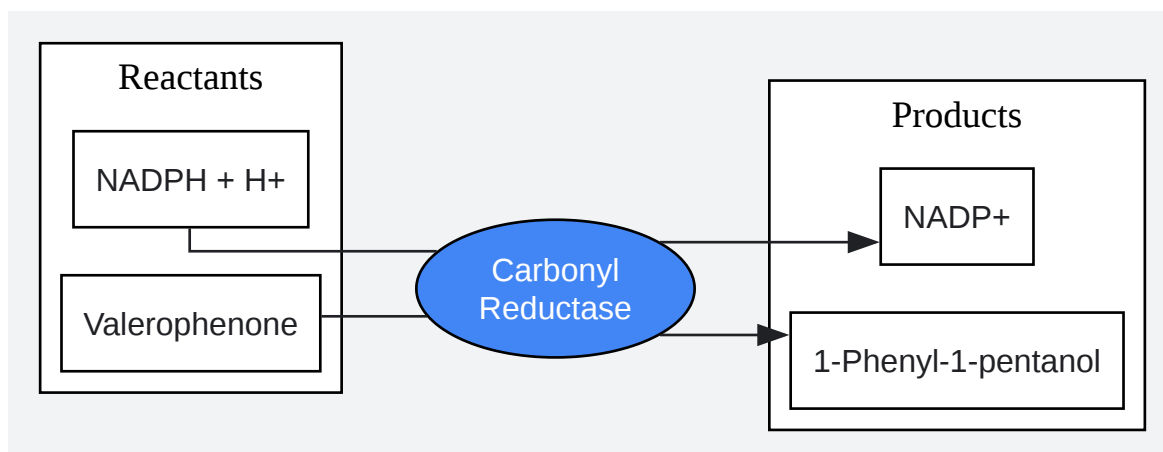 Reactants
NADPH + H+
Valerophenone
Carbonyl
Reductase
Products
NADP+
1-Phenyl-1-pentanol